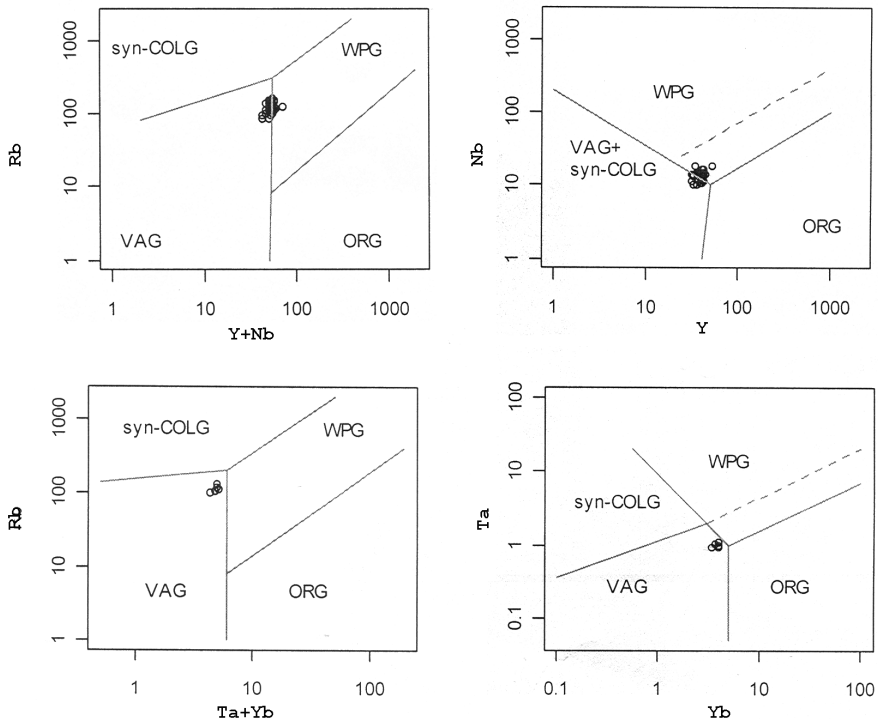 syn-COLG
WPG
VAG
ORG
Rb
1 10 100 1000
1 10 100 1000
Y+Nb
WPG
VAG+
syn-COLG
ORG
Nb
1 10 100 1000
1 10 100 1000
Y
syn-COLG
WPG
VAG
ORG
Rb
1 10 100 1000
1 10 100
Ta+Yb
WPG
syn-COLG
VAG
ORG
Ta
0.1 1 10 100
0.1 1 10 100
Yb